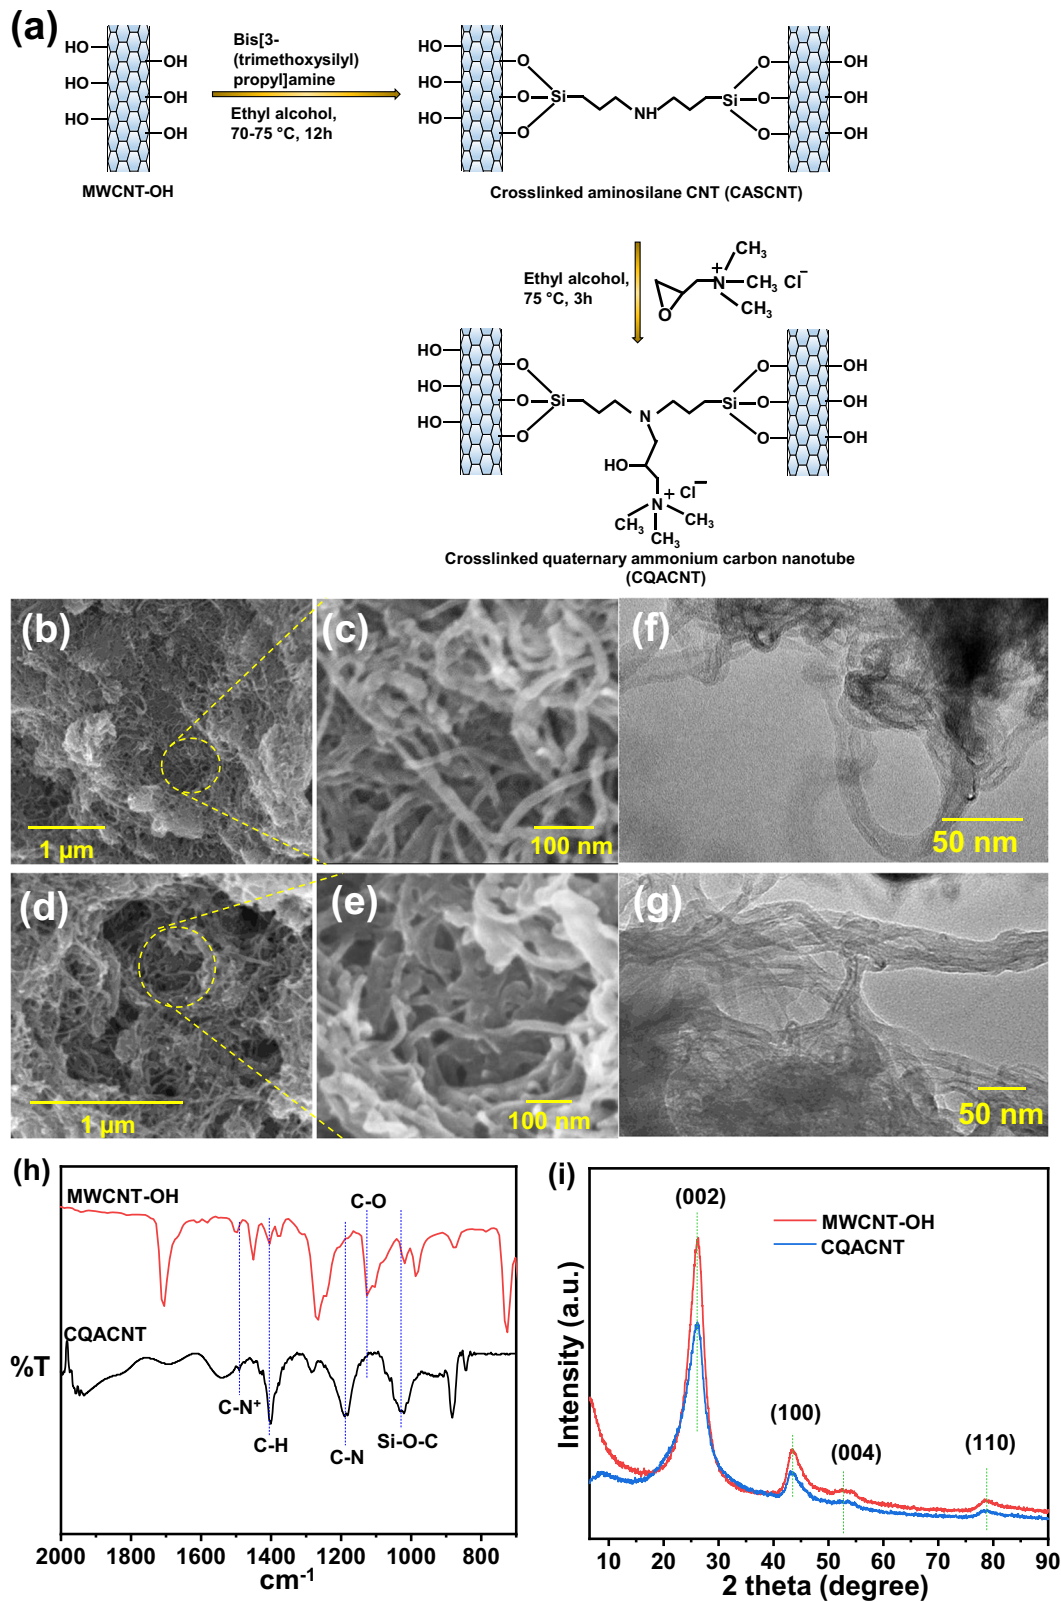 (a)
HO
HO
HO
OH
OH
OH
MWCNT-OH
Bis[3-
(trimethoxysilyl)
propyl]amine
Ethyl alcohol,
70-75 °C, 12h
HO
HO
HO
O
O
O
Si
NH
Si
O
O
O
OH
OH
OH
Crosslinked aminosilane CNT (CASCNT)
Ethyl alcohol,
75 °C, 3h
O
N
+
CH3
CH3
CH3
Cl−
HO
HO
HO
O
O
O
Si
N
Si
O
O
O
OH
OH
OH
HO
N
+
Cl−
CH3
CH3
CH3
Crosslinked quaternary ammonium carbon nanotube
(CQACNT)
(b)
1 µm
(c)
100 nm
(f)
50 nm
(d)
1 µm
(e)
100 nm
(g)
50 nm
(h)
MWCNT-OH
C-O
CQACNT
%T
C-N+
C-H
C-N
Si-O-C
2000 1800 1600 1400 1200 1000 800
cm-1
(i)
(002)
MWCNT-OH
CQACNT
(100)
(004)
(110)
Intensity (a.u.)
10 20 30 40 50 60 70 80 90
2 theta (degree)